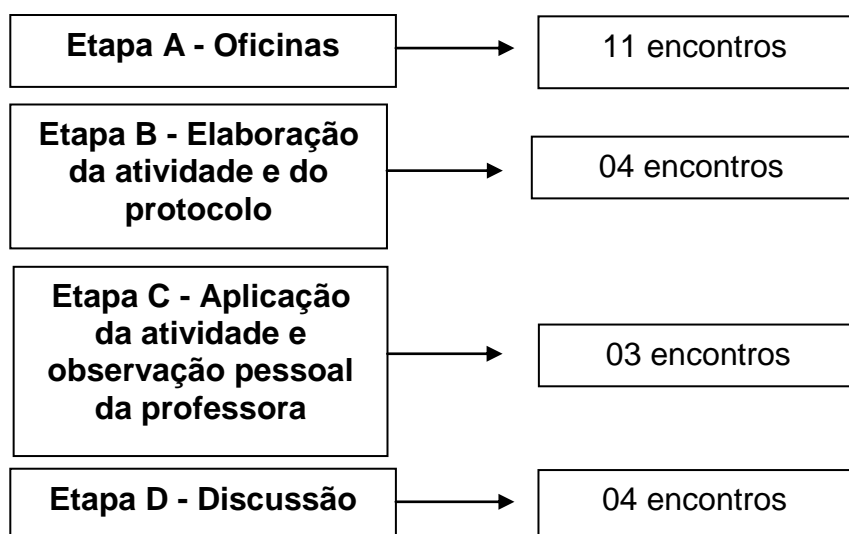 Etapa A - Oficinas
11 encontros
Etapa B - Elaboração
da atividade e do
protocolo
04 encontros
Etapa C - Aplicação
da atividade e
observação pessoal
da professora
03 encontros
Etapa D - Discussão
04 encontros